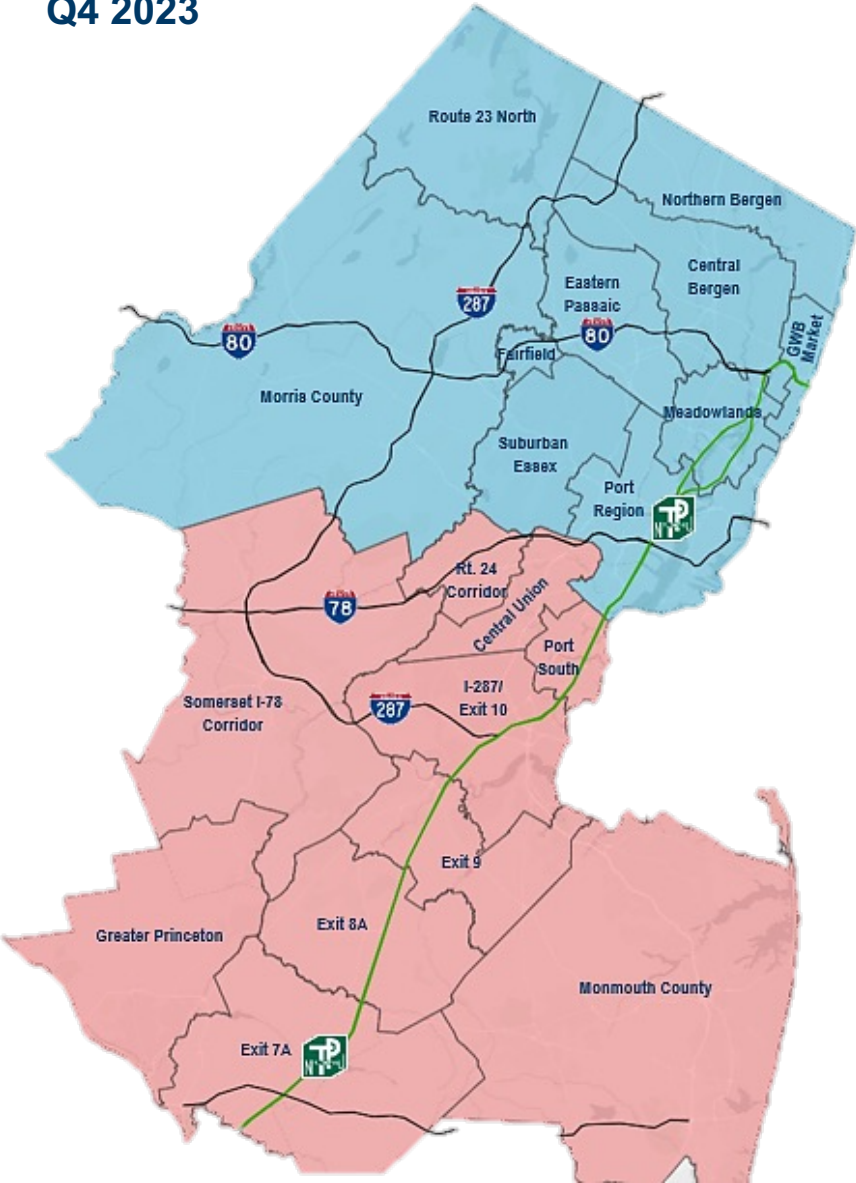 Q4 2023
Route 23 North
Northern Bergen
Central
Bergen
Eastern
Passaic
287
80
80
GWB
Market
Fairfield
Morris County
Meadowlands
Suburban
Essex
Port
Region
TP
Rt. 24
Corridor
78
Central Union
Port
South
Somerset I-78
Corridor
287
I-287/
Exit 10
Exit 9
Exit 8A
Greater Princeton
Monmouth County
Exit 7A
TP